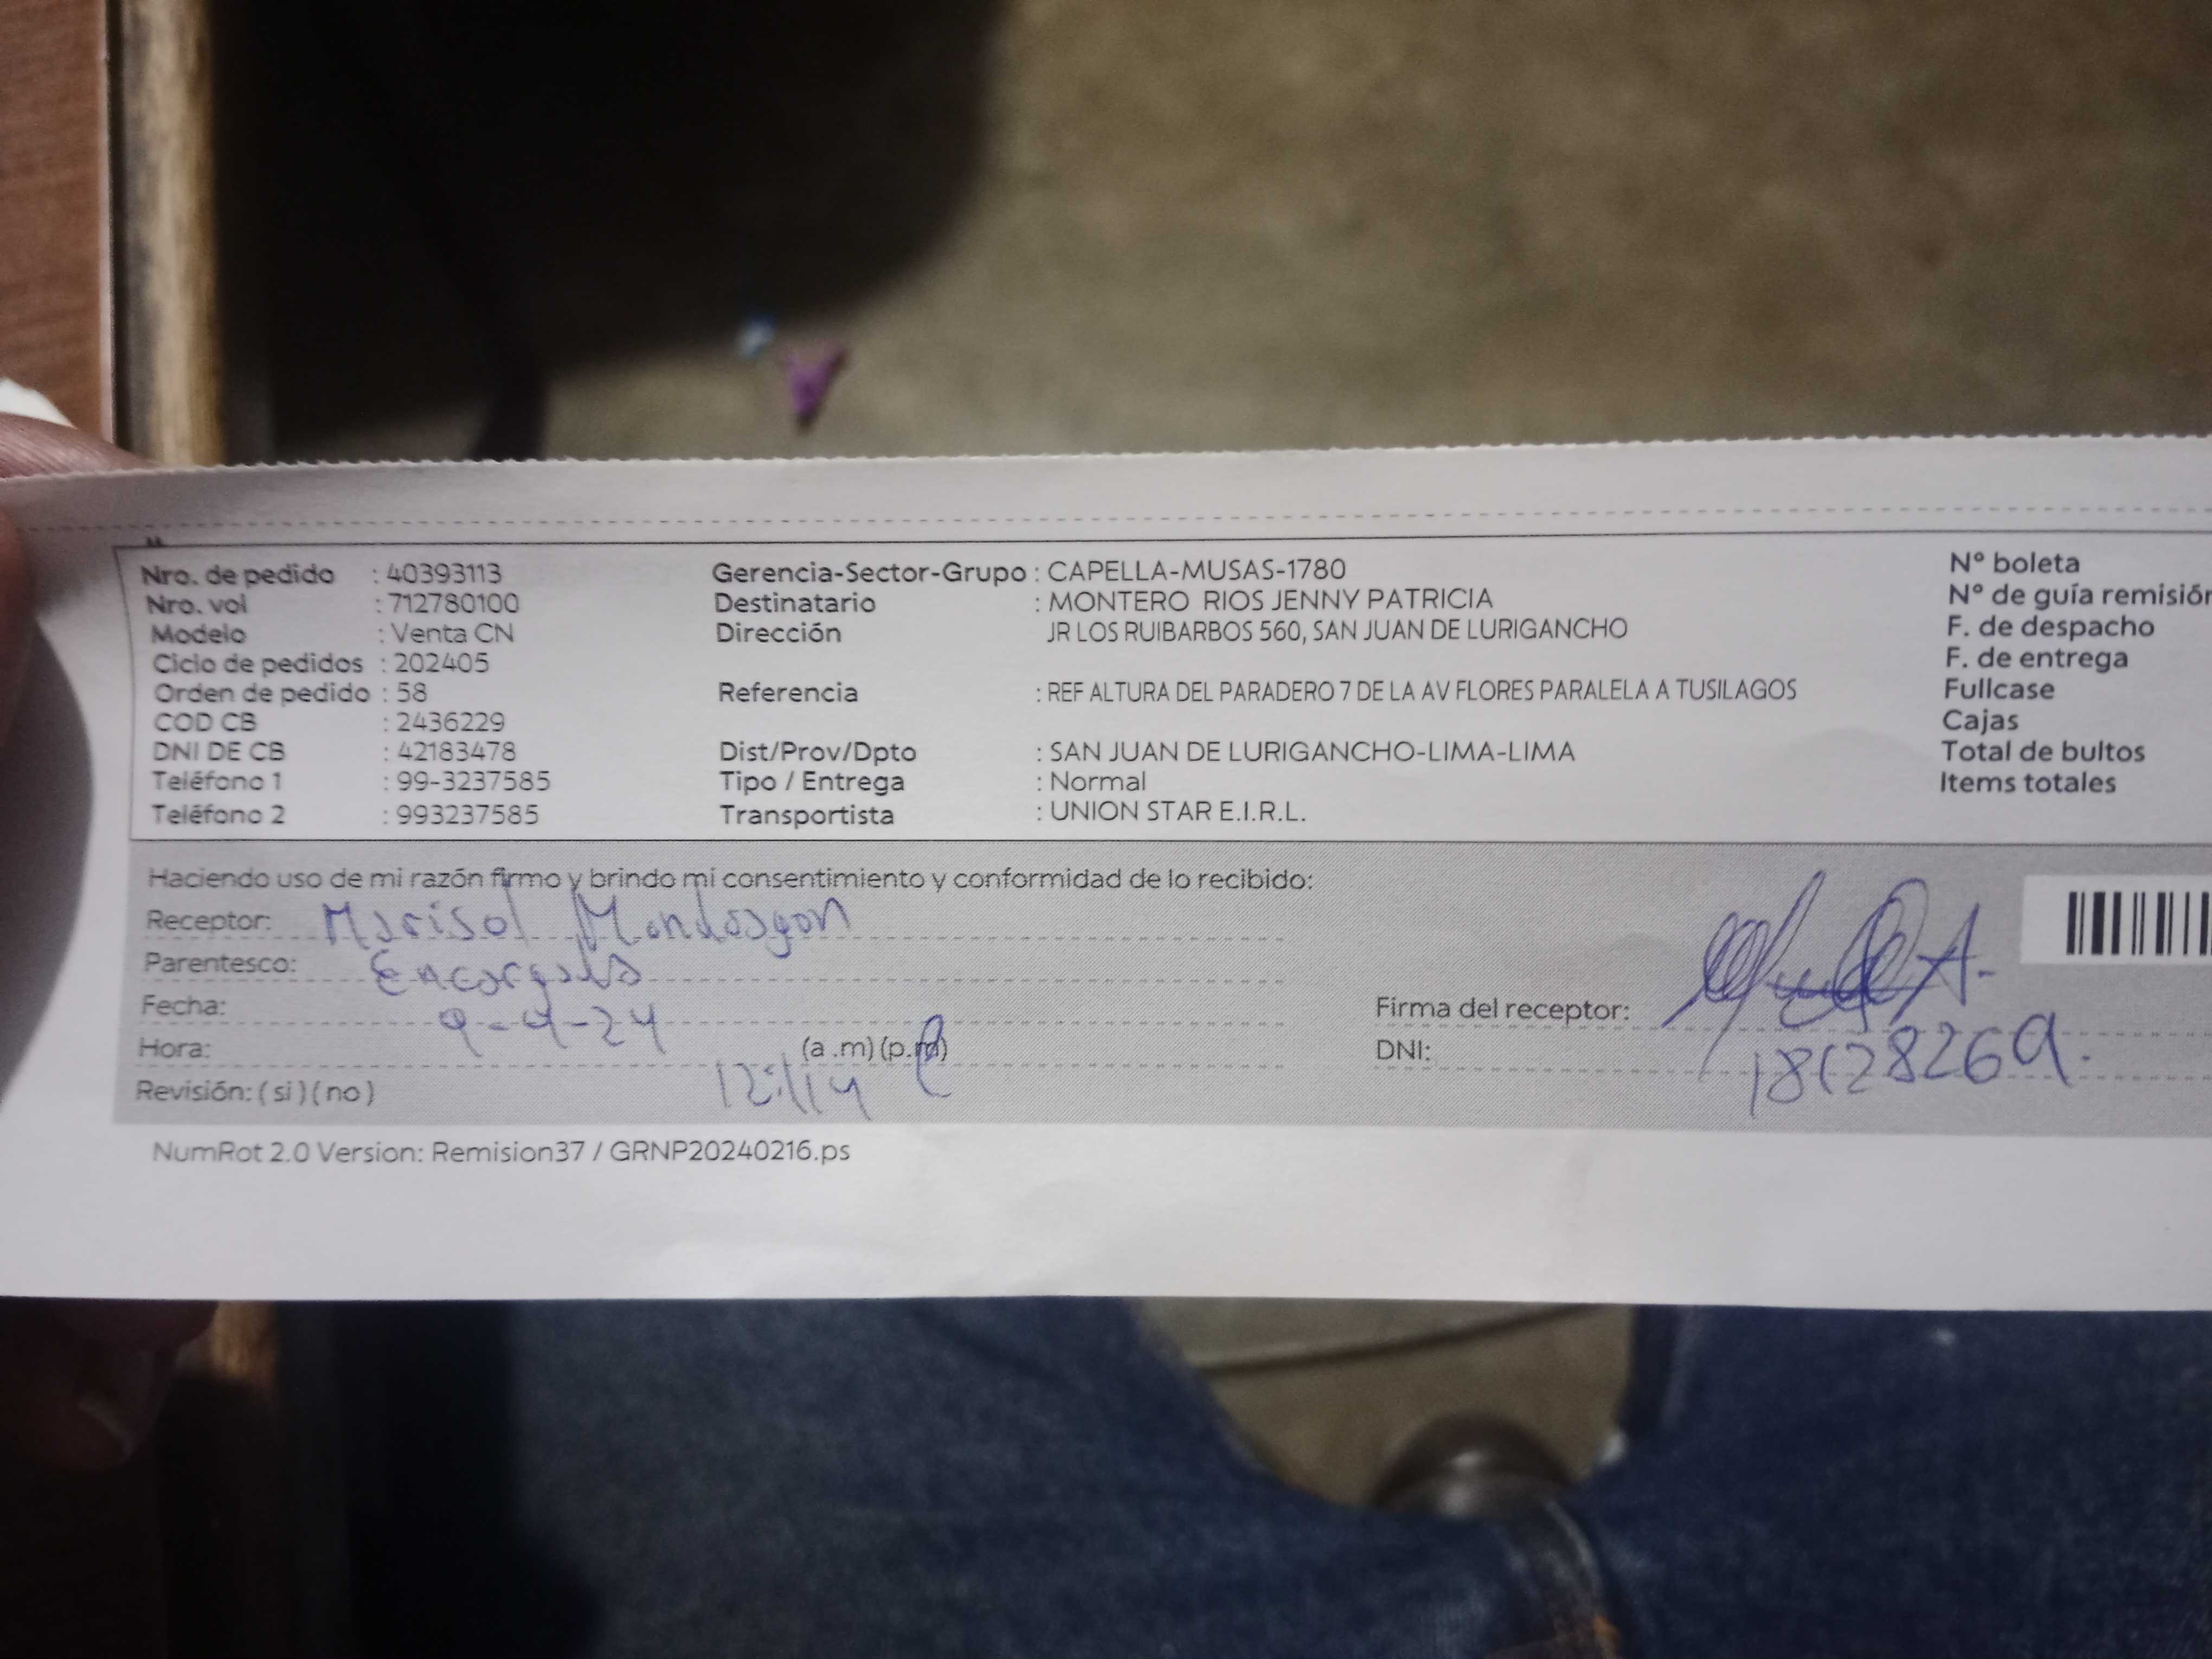 Nro. de pedido : 40393113
Nro. vol : 712780100
Modelo : Venta CN
Ciclo de pedidos : 202405
Orden de pedido : 58
COD CB : 2436229
DNI DE CB : 42183478
Teléfono 1 : 99-3237585
Teléfono 2 : 993237585
Gerencia-Sector-Grupo : CAPELLA-MUSAS-1780
Destinatario : MONTERO RIOS JENNY PATRICIA
Dirección JR LOS RUIBARBOS 560, SAN JUAN DE LURIGANCHO
Referencia : REF ALTURA DEL PARADERO 7 DE LA AV FLORES PARALELA A TUSILAGOS
Dist/Prov/Dpto : SAN JUAN DE LURIGANCHO-LIMA-LIMA
Tipo / Entrega : Normal
Transportista : UNION STAR E.I.R.L.
N° boleta
N° de guía remisión
F. de despacho
F. de entrega
Fullcase
Cajas
Total de bultos
Items totales
Haciendo uso de mi razón firmo y brindo mi consentimiento y conformidad de lo recibido:
Receptor: Marisol
Parentesco: Encargada
Fecha: 9-4-24
Hora: (a .m) (p.m)
Revisión: ( si ) ( no )
Firma del receptor:
DNI:
NumRot 2.0 Version: Remision37 / GRNP20240216.ps